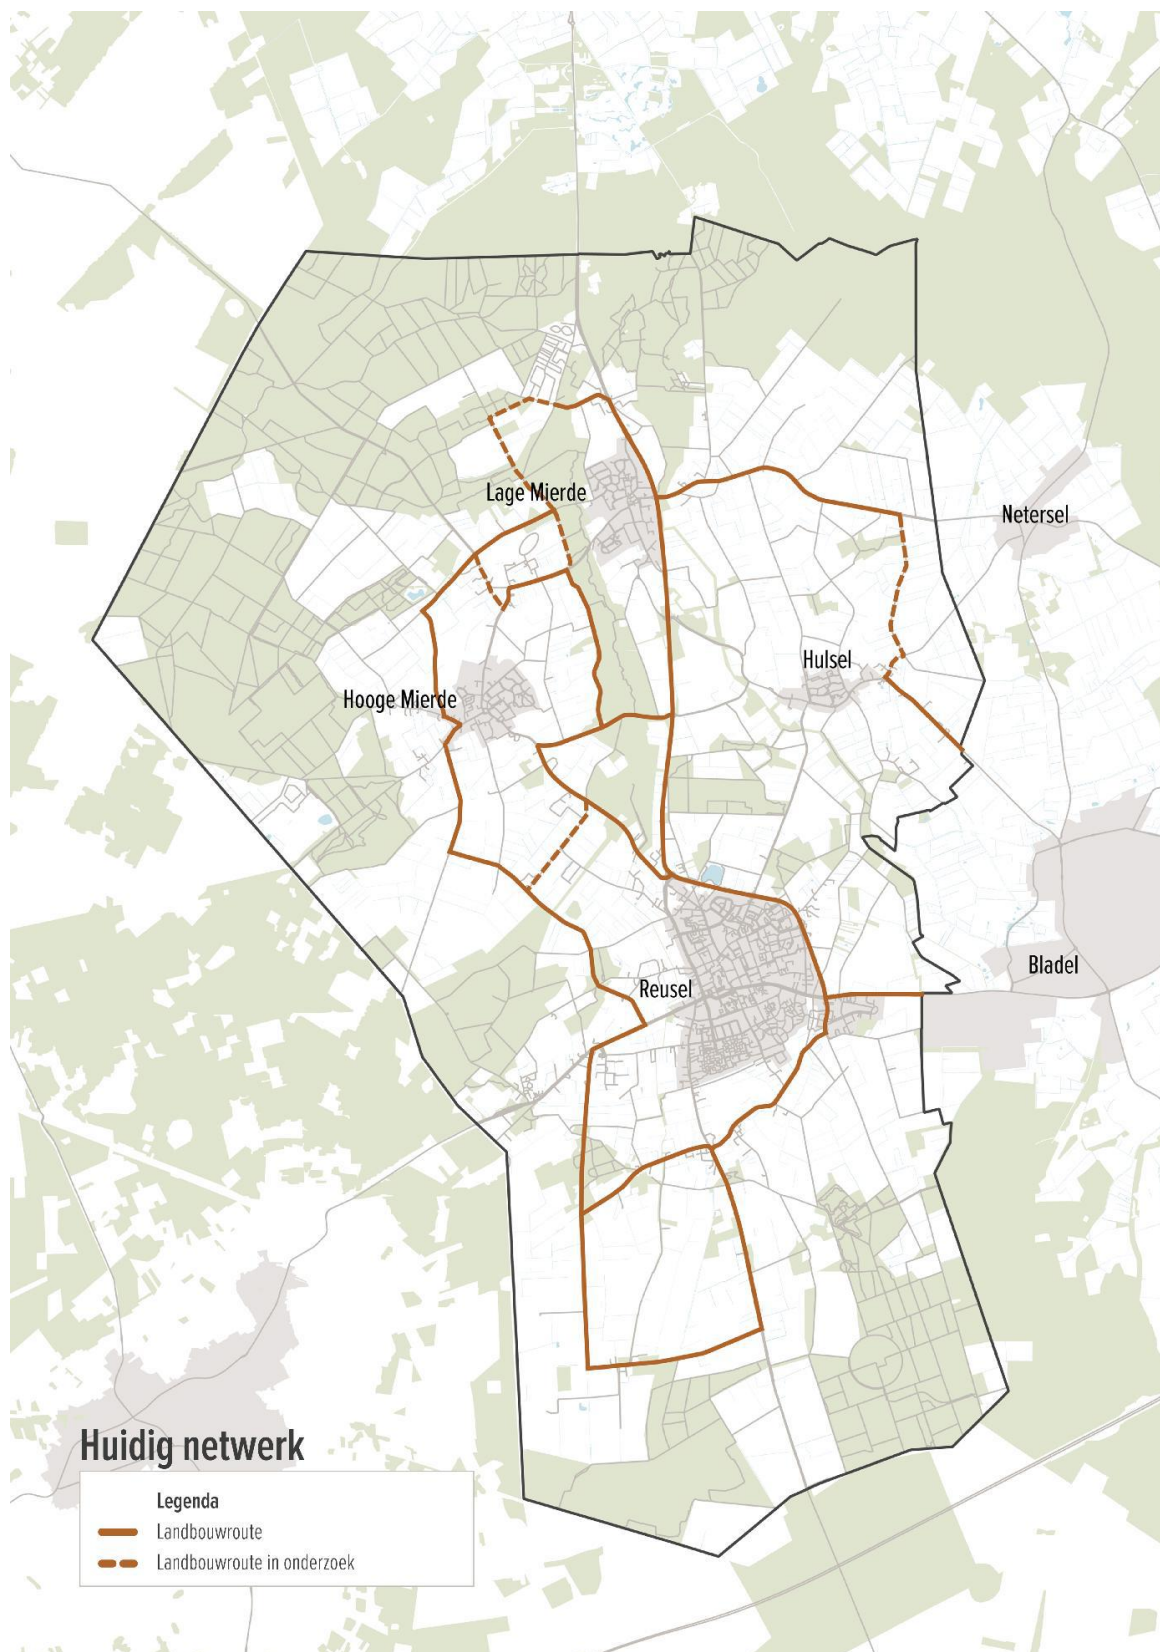 Lage Mierde
Netersel
Hulsel
Hooge Mierde
Bladel
Reusel
Huidig netwerk
Legenda
Landbouwroute
Landbouwroute in onderzoek